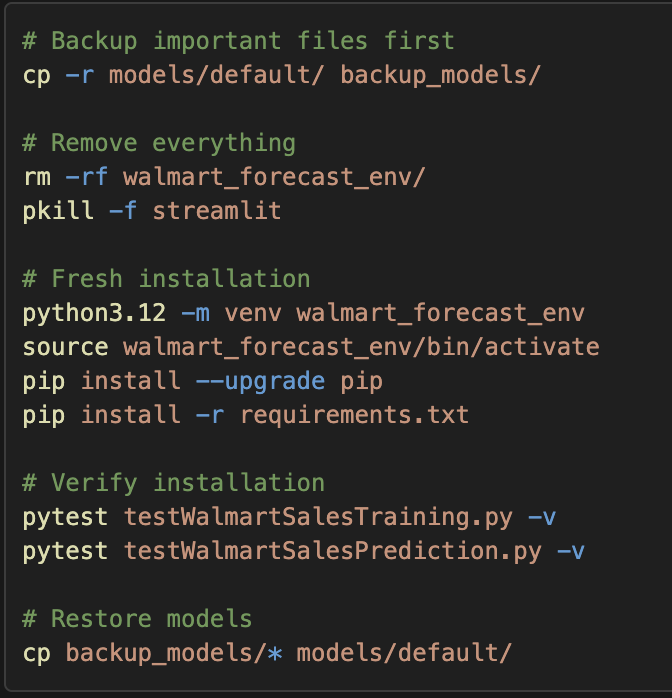 # Backup important files first
cp -r models/default/ backup_models/
# Remove everything
rm -rf walmart_forecast_env/
pkill -f streamlit
# Fresh installation
python3.12 -m venv walmart_forecast_env
source walmart_forecast_env/bin/activate
pip install --upgrade pip
pip install -r requirements.txt
# Verify installation
pytest testWalmartSalesTraining.py -v
pytest testWalmartSalesPrediction.py -v
# Restore models
cp backup_models/* models/default/